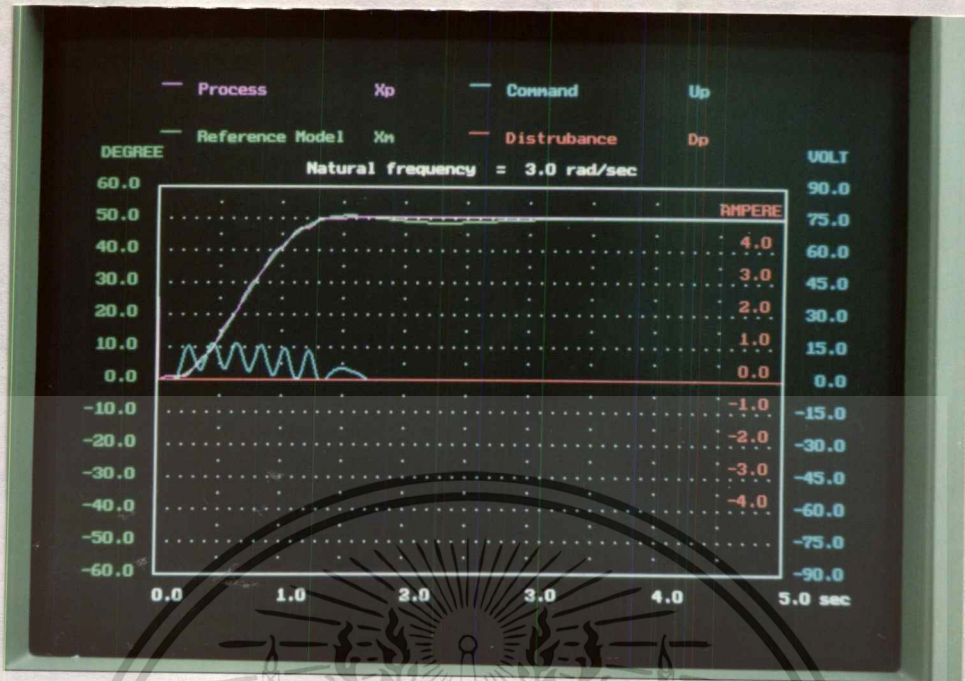 Process Xp Command Up
Reference Model Xm Distrubance Dp
DEGREE VOLT
Natural frequency = 3.0 rad/sec
60.0 90.0
50.0 AMPERE 75.0
40.0 4.0 60.0
30.0 3.0 45.0
20.0 2.0 30.0
10.0 1.0 15.0
0.0 0.0 0.0
-10.0 -1.0 -15.0
-20.0 -2.0 -30.0
-30.0 -3.0 -45.0
-40.0 -4.0 -60.0
-50.0 -75.0
-60.0 -90.0
0.0 1.0 2.0 3.0 4.0 5.0 sec